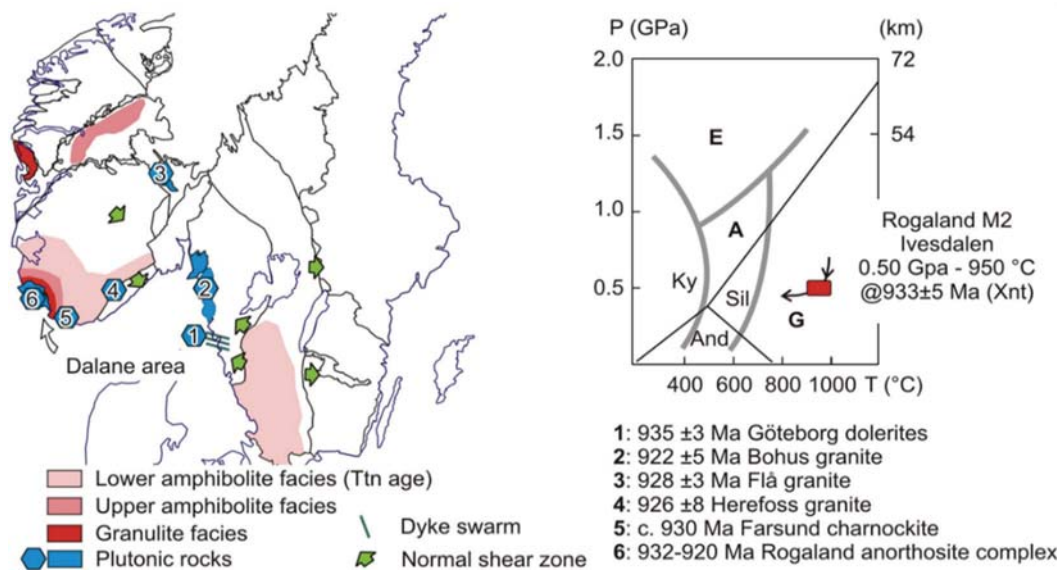 3
6
5
4
2
1
Dalane area
Lower amphibolite facies (Ttn age)
Upper amphibolite facies
Granulite facies
Plutonic rocks
Dyke swarm
Normal shear zone
P (GPa)
(km)
2.0
72
1.5
54
1.0
0.5
E
A
Ky
Sil
G
And
400 600 800 1000 T (°C)
Rogaland M2
Ivesdalen
0.50 Gpa - 950 °C
@933±5 Ma (Xnt)
1: 935 ±3 Ma Göteborg dolerites
2: 922 ±5 Ma Bohus granite
3: 928 ±3 Ma Flå granite
4: 926 ±8 Herefoss granite
5: c. 930 Ma Farsund charnockite
6: 932-920 Ma Rogaland anorthosite complex